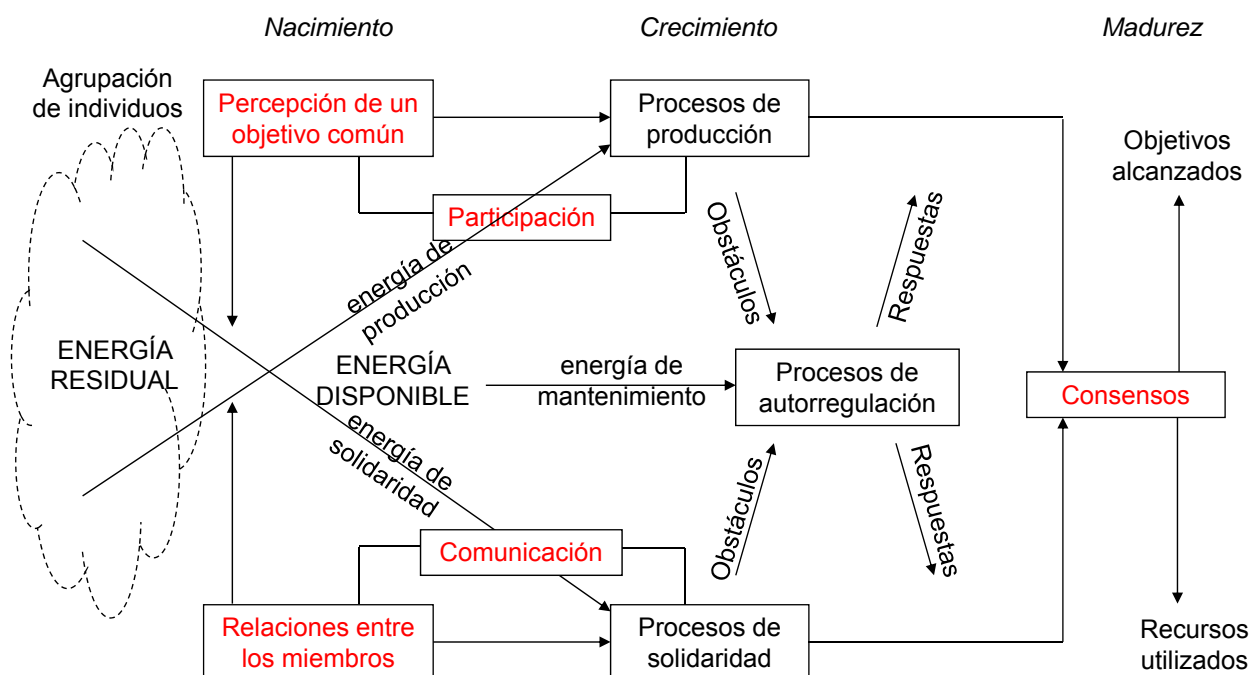 Nacimiento
Crecimiento
Madurez
Agrupación
de individuos
Percepción de un
objetivo común
Procesos de
producción
Objetivos
alcanzados
Participación
Obstáculos
Respuestas
energía de
producción
ENERGÍA
RESIDUAL
ENERGÍA
DISPONIBLE
energía de
mantenimiento
Procesos de
autorregulación
Consensos
energía de
solidaridad
Obstáculos
Respuestas
Comunicación
Relaciones entre
los miembros
Procesos de
solidaridad
Recursos
utilizados